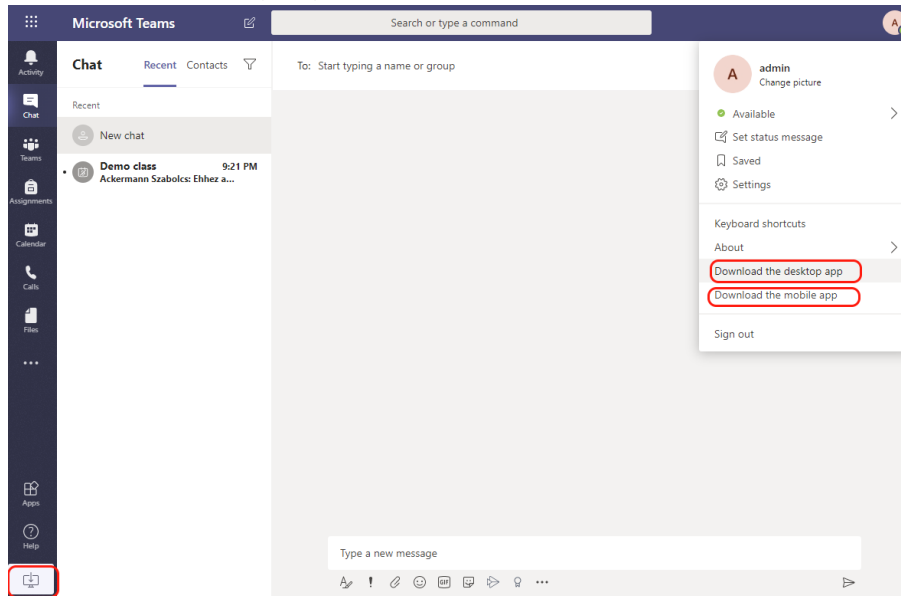 Microsoft Teams
Search or type a command
A
Activity
Chat
Teams
Assignments
Calendar
Calls
Files
Apps
Help
Chat
Recent
Contacts
Recent
New chat
Demo class
9:21 PM
Ackermann Szabolcs: Ehhez a...
To: Start typing a name or group
A
admin
Change picture
Available
Set status message
Saved
Settings
Keyboard shortcuts
About
Download the desktop app
Download the mobile app
Sign out
Type a new message
GIF